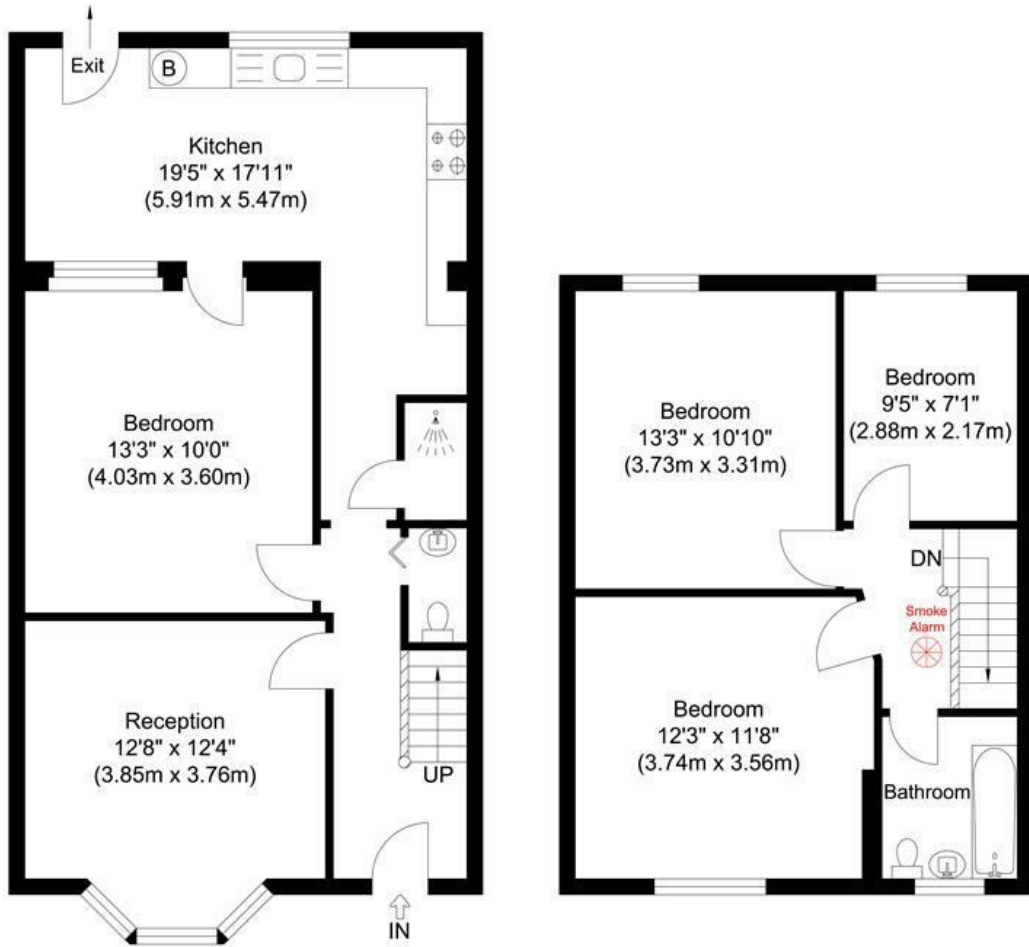 Exit
B
Kitchen
19'5" x 17'11"
(5.91m x 5.47m)
Bedroom
13'3" x 10'0"
(4.03m x 3.60m)
Reception
12'8" x 12'4"
(3.85m x 3.76m)
UP
IN
Bedroom
13'3" x 10'10"
(3.73m x 3.31m)
Bedroom
9'5" x 7'1"
(2.88m x 2.17m)
DN
Smoke
Alarm
Bedroom
12'3" x 11'8"
(3.74m x 3.56m)
Bathroom